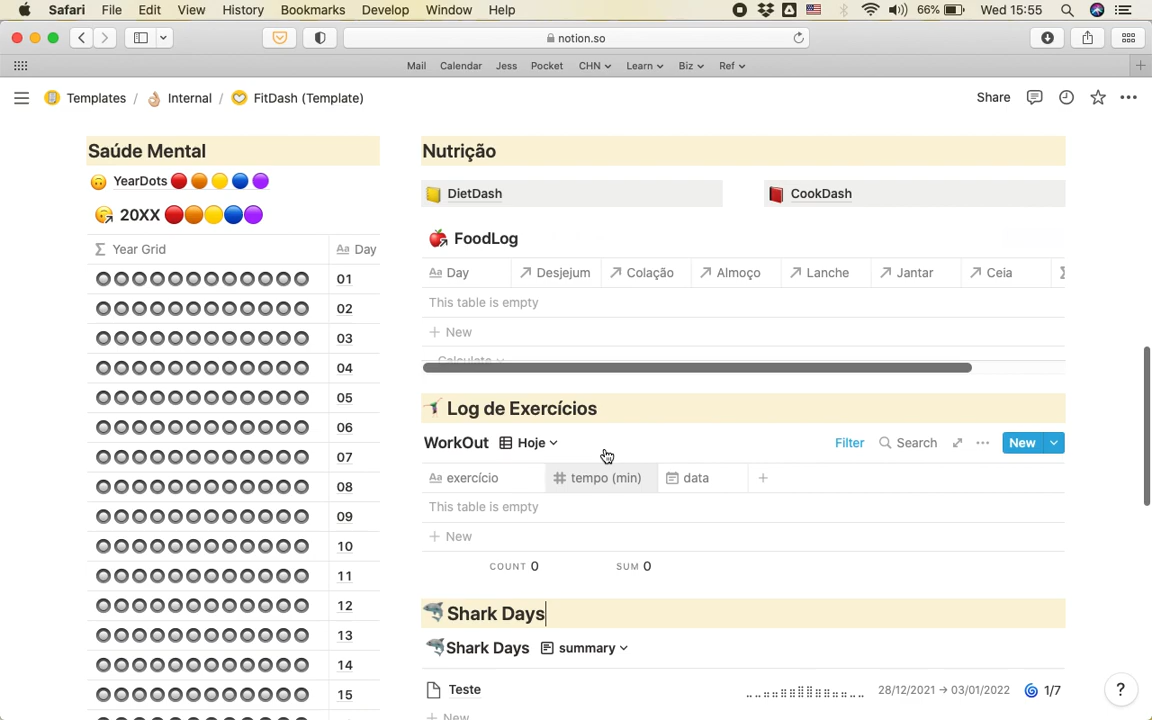 Safari File Edit View History Bookmarks Develop Window Help 66% Wed 15:55
notion.so
Mail Calendar Jess Pocket CHN Learn Biz Ref
Templates / Internal / FitDash (Template) Share
Saúde Mental
YearDots
20XX
Year Grid Aa Day
01
02
03
04
05
06
07
08
09
10
11
12
13
14
15
Nutrição
DietDash CookDash
FoodLog
Aa Day Desjejum Colação Almoço Lanche Jantar Ceia
This table is empty
+ New
Calculate
Log de Exercícios
WorkOut Hoje Filter Search New
Aa exercício # tempo (min) data +
This table is empty
+ New
COUNT 0 SUM 0
Shark Days
Shark Days summary
Teste 28/12/2021 → 03/01/2022 1/7
+ New
?